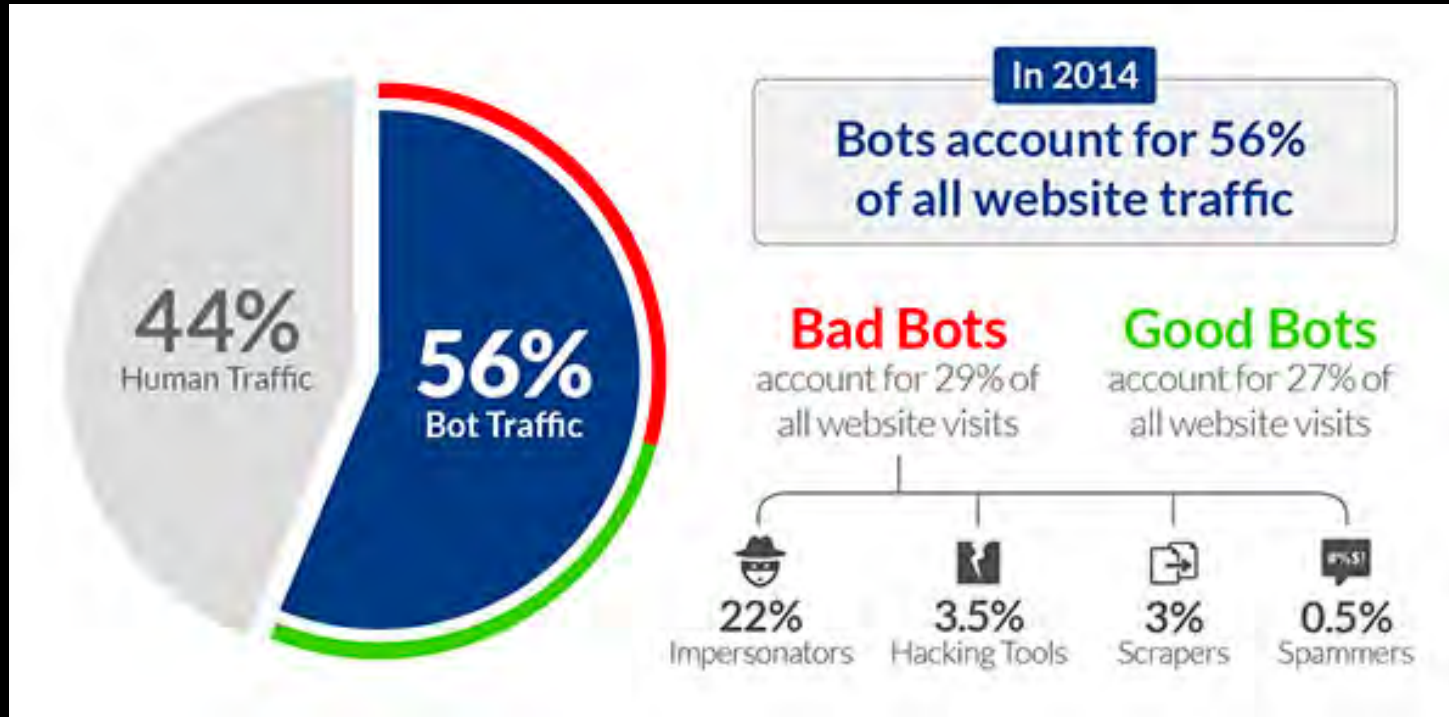 44%
Human Traffic
56%
Bot Traffic
In 2014
Bots account for 56%
of all website traffic
Bad Bots
account for 29% of
all website visits
Good Bots
account for 27% of
all website visits
22%
Impersonators
3.5%
Hacking Tools
3%
Scrapers
#%$!
0.5%
Spammers